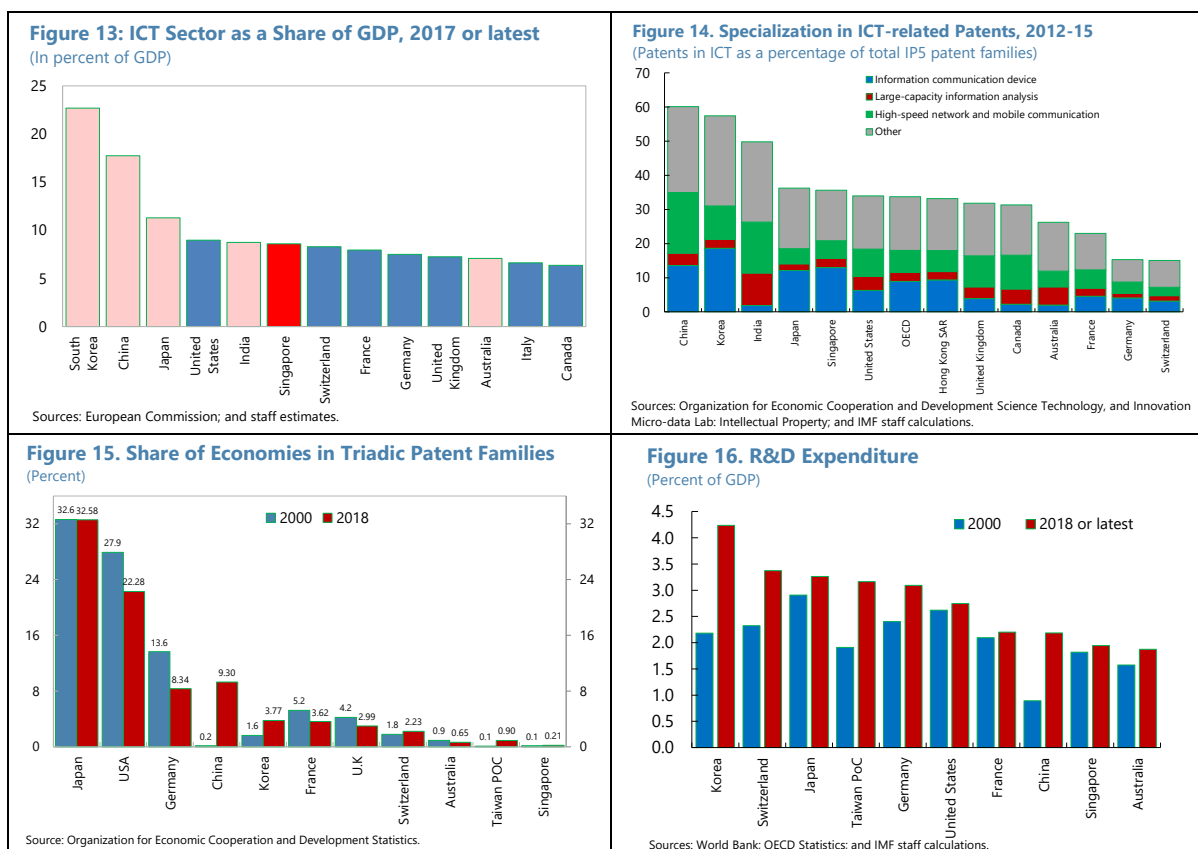 Figure 13: ICT Sector as a Share of GDP, 2017 or latest
(In percent of GDP)
25
20
15
10
5
0
South Korea
China
Japan
United States
India
Singapore
Switzerland
France
Germany
United Kingdom
Australia
Italy
Canada
Sources: European Commission; and staff estimates.
Figure 14. Specialization in ICT-related Patents, 2012-15
(Patents in ICT as a percentage of total IP5 patent families)
70
60
50
40
30
20
10
0
Information communication device
Large-capacity information analysis
High-speed network and mobile communication
Other
China
Korea
India
Japan
Singapore
United States
OECD
Hong Kong SAR
United Kingdom
Canada
Australia
France
Germany
Switzerland
Sources: Organization for Economic Cooperation and Development Science Technology, and Innovation
Micro-data Lab: Intellectual Property; and IMF staff calculations.
Figure 15. Share of Economies in Triadic Patent Families
(Percent)
32
24
16
8
0
2000
2018
32
24
16
8
0
32.6
32.58
27.9
22.28
13.6
8.34
0.2
9.30
1.6
3.77
5.2
3.62
4.2
2.99
1.8
2.23
0.9
0.65
0.1
0.90
0.1
0.21
Japan
USA
Germany
China
Korea
France
U.K
Switzerland
Australia
Taiwan POC
Singapore
Source: Organization for Economic Cooperation and Development Statistics.
Figure 16. R&D Expenditure
(Percent of GDP)
4.5
4.0
3.5
3.0
2.5
2.0
1.5
1.0
0.5
0.0
2000
2018 or latest
Korea
Switzerland
Japan
Taiwan PoC
Germany
United States
France
China
Singapore
Australia
Sources: World Bank; OECD Statistics; and IMF staff calculations.